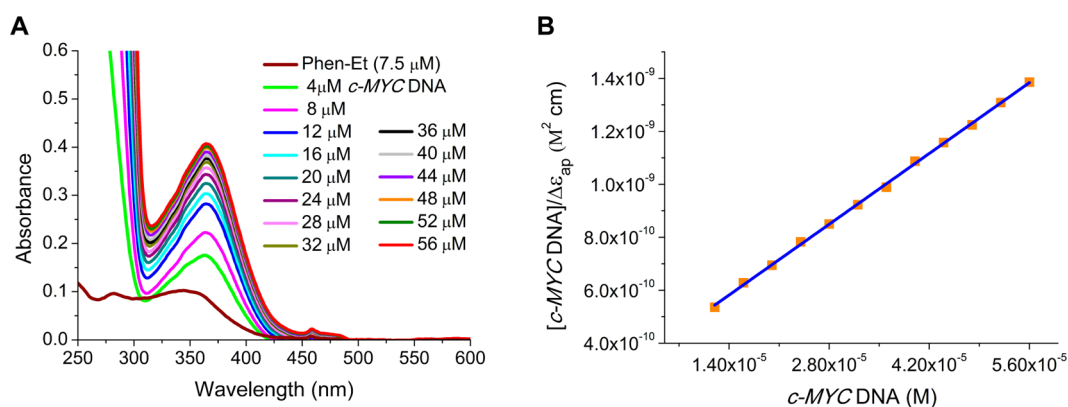 A
Absorbance
0.6
0.5
0.4
0.3
0.2
0.1
0.0
250 300 350 400 450 500 550 600
Wavelength (nm)
Phen-Et (7.5 μM)
4μM c-MYC DNA
8 μM
12 μM
16 μM
20 μM
24 μM
28 μM
32 μM
36 μM
40 μM
44 μM
48 μM
52 μM
56 μM
B
[c-MYC DNA]/Δεap (M² cm)
1.4x10⁻⁹
1.2x10⁻⁹
1.0x10⁻⁹
8.0x10⁻¹⁰
6.0x10⁻¹⁰
4.0x10⁻¹⁰
1.40x10⁻⁵ 2.80x10⁻⁵ 4.20x10⁻⁵ 5.60x10⁻⁵
c-MYC DNA (M)